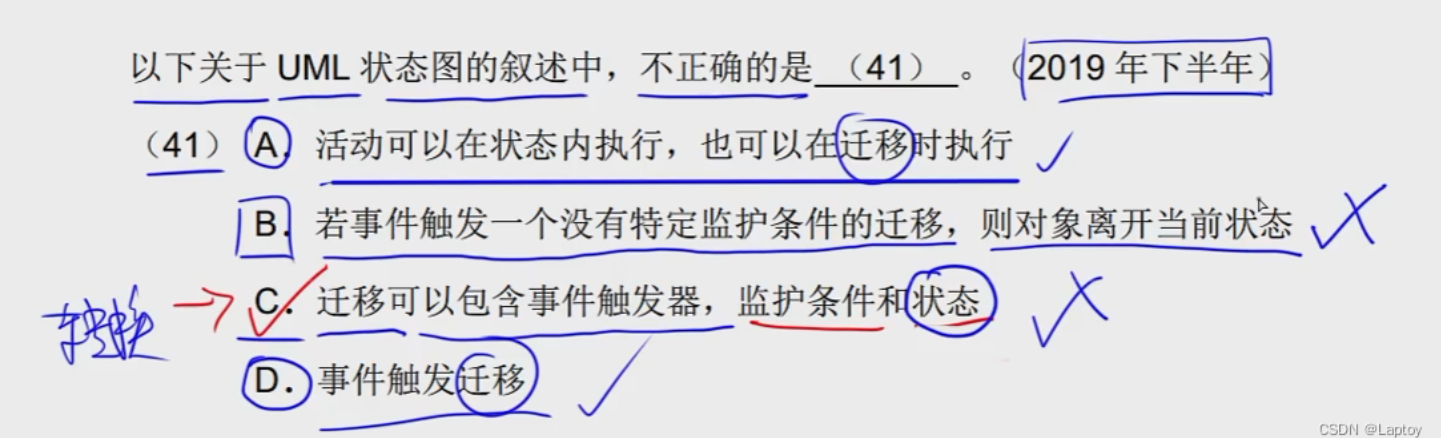 以下关于 UML 状态图的叙述中，不正确的是 （41） 。（2019 年下半年）
（41）A． 活动可以在状态内执行，也可以在迁移时执行
B． 若事件触发一个没有特定监护条件的迁移，则对象离开当前状态
转换 C． 迁移可以包含事件触发器，监护条件和状态
D． 事件触发迁移
CSDN @Laptoy